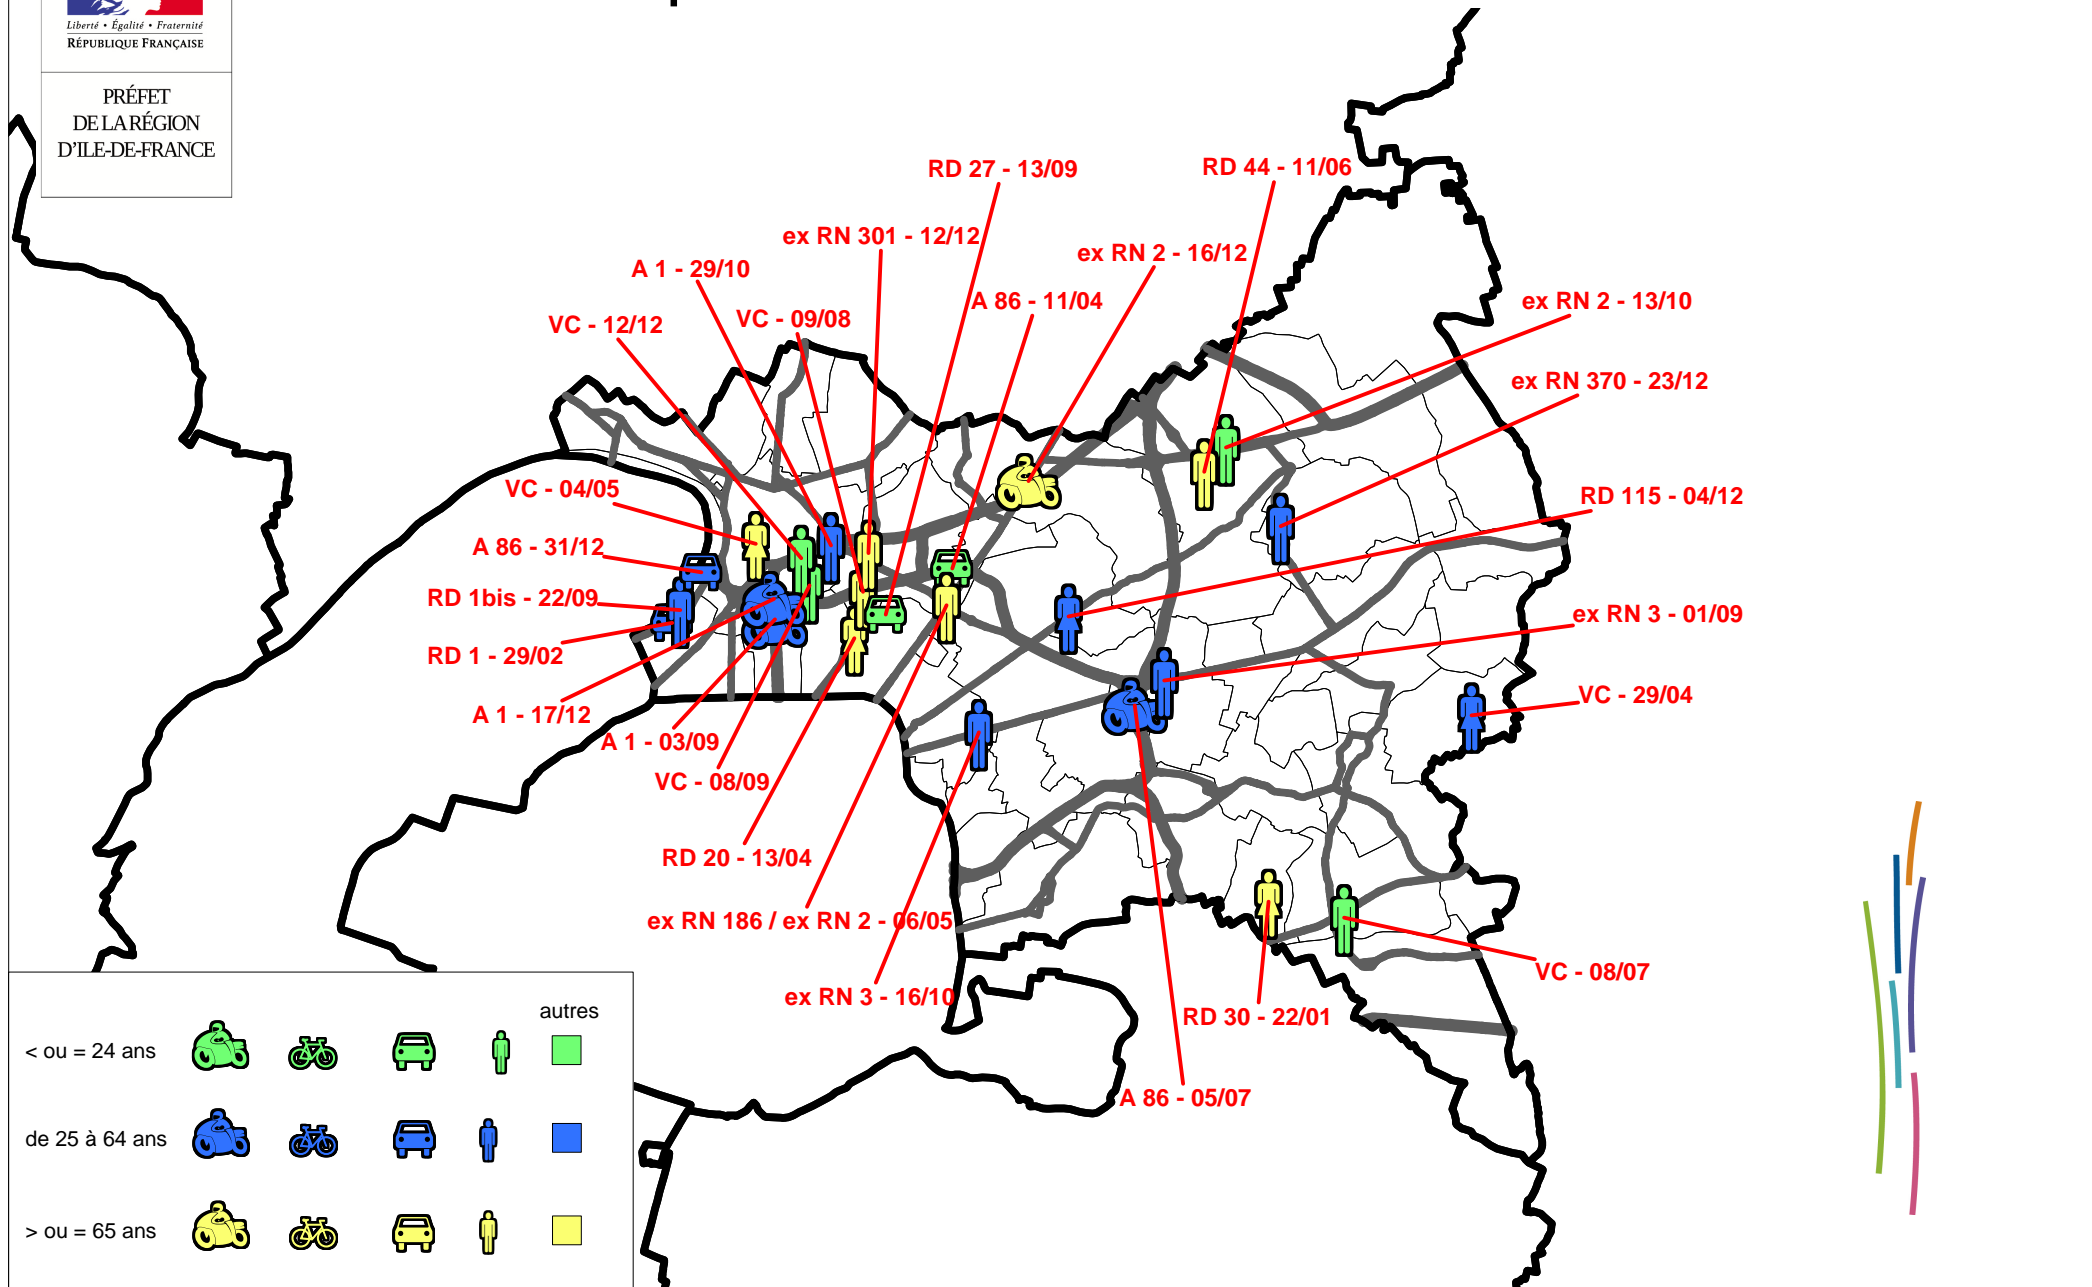 Liberté • Égalité • Fraternité
RÉPUBLIQUE FRANÇAISE
PRÉFET
DE LA RÉGION
D'ILE-DE-FRANCE
RD 27 - 13/09
RD 44 - 11/06
ex RN 301 - 12/12
ex RN 2 - 16/12
A 1 - 29/10
A 86 - 11/04
ex RN 2 - 13/10
VC - 12/12
VC - 09/08
ex RN 370 - 23/12
VC - 04/05
RD 115 - 04/12
A 86 - 31/12
RD 1bis - 22/09
ex RN 3 - 01/09
RD 1 - 29/02
VC - 29/04
A 1 - 17/12
A 1 - 03/09
VC - 08/09
RD 20 - 13/04
ex RN 186 / ex RN 2 - 06/05
VC - 08/07
ex RN 3 - 16/10
RD 30 - 22/01
A 86 - 05/07
autres
< ou = 24 ans
de 25 à 64 ans
> ou = 65 ans